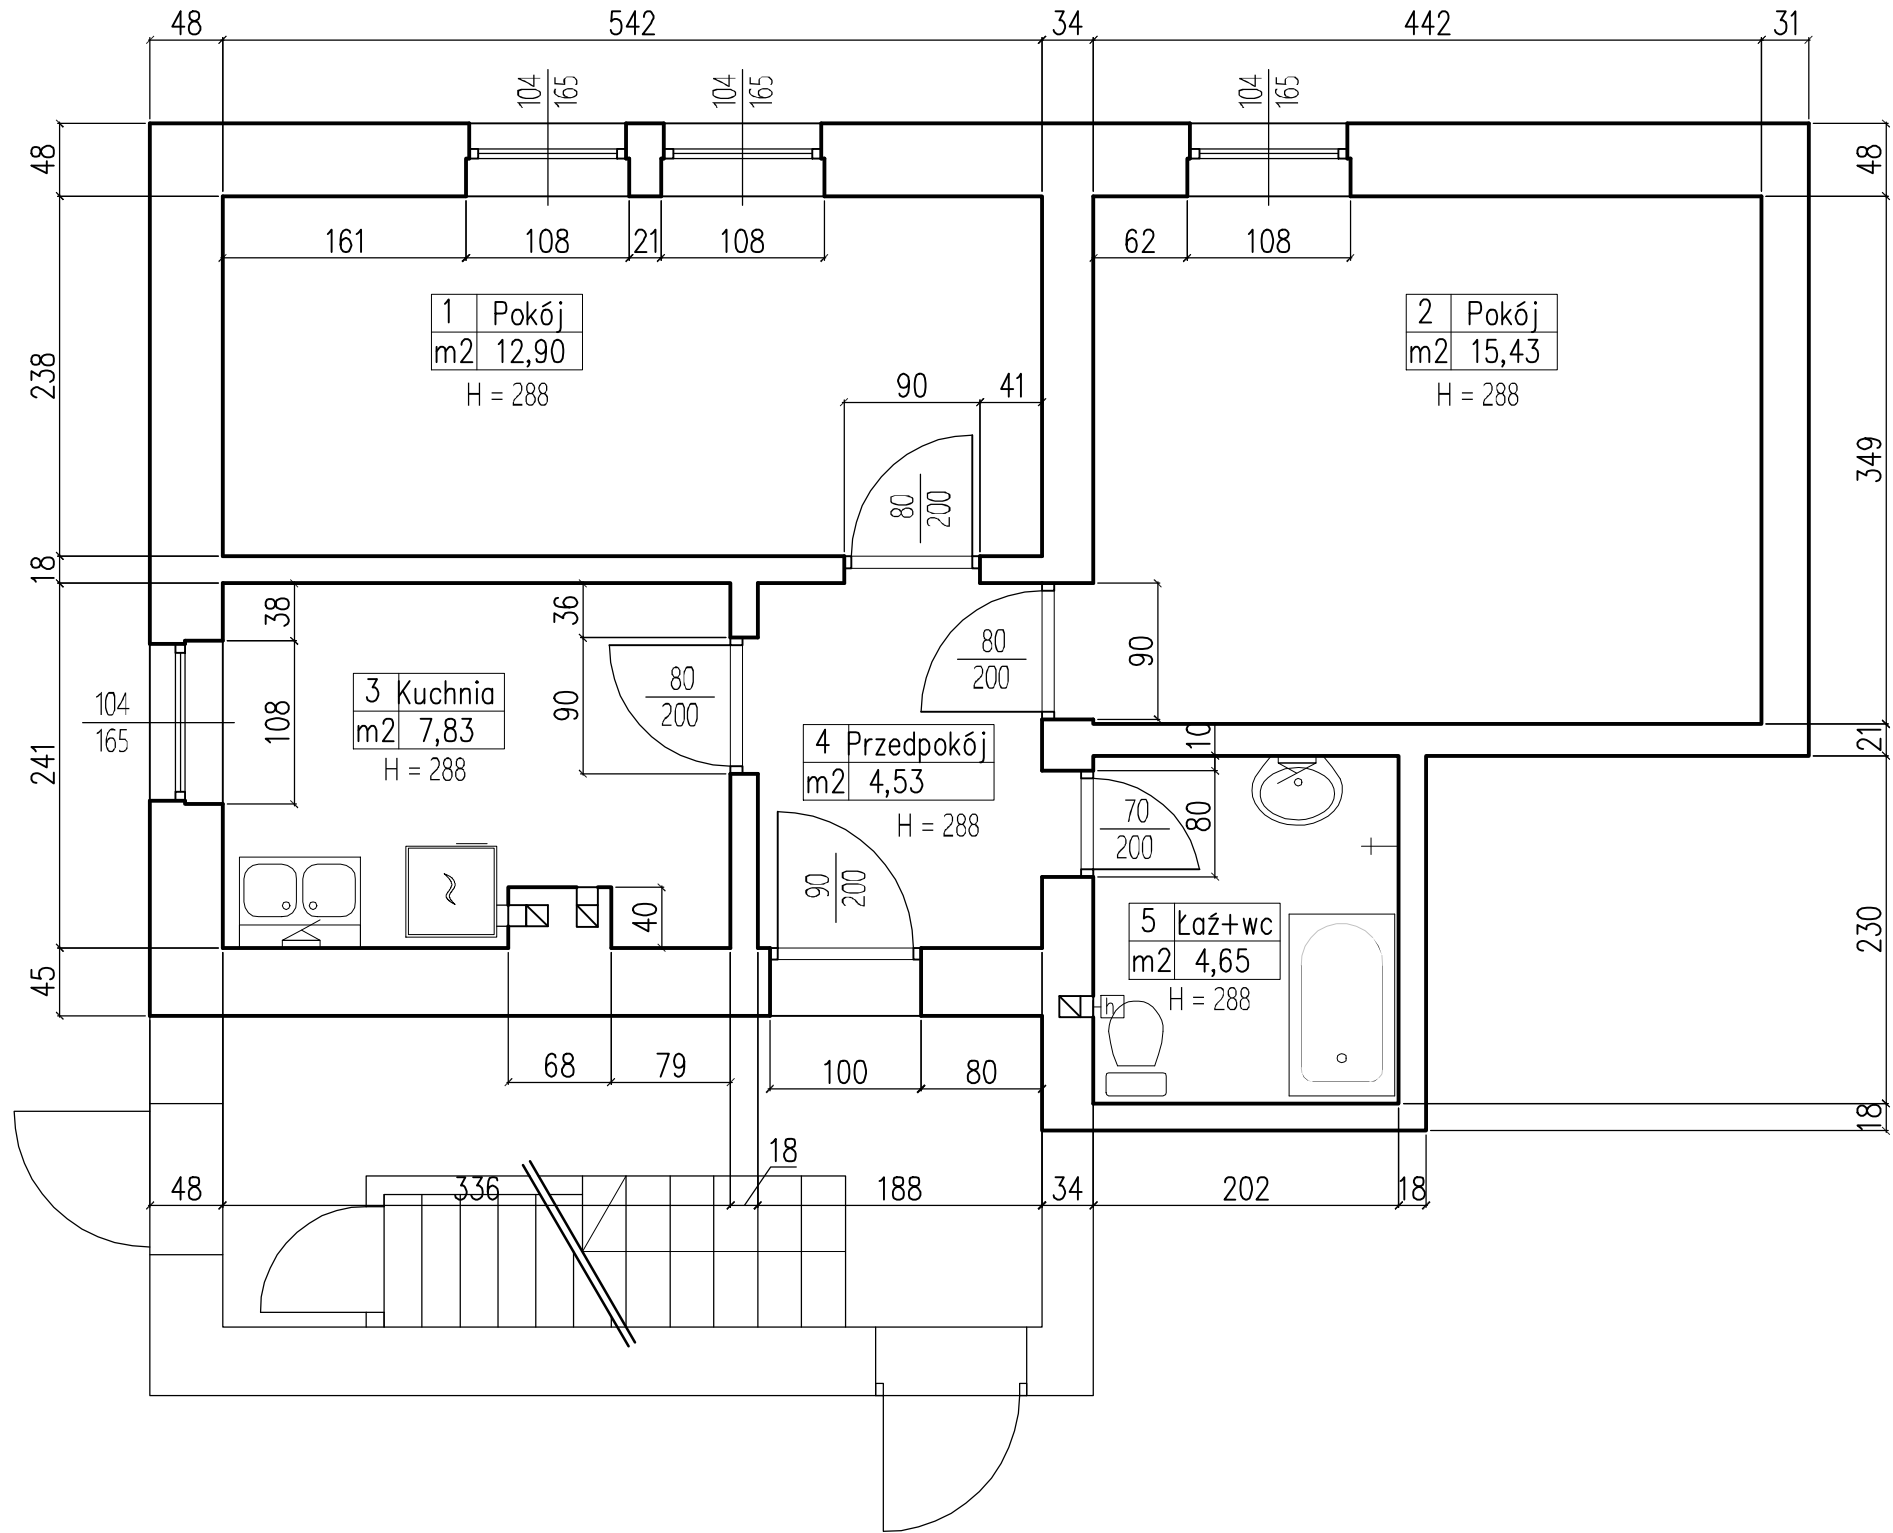 48 542 34 442 31
104 165 104 165 104 165
48 48
161 108 21 108 62 108
1 Pokój
m2 12,90
H = 288
2 Pokój
m2 15,43
H = 288
238
90 41
349
80 200
18
38 36
80
200
90
3 Kuchnia
m2 7,83
H = 288
80
200
104
165
108
90
241
4 Przedpokój
m2 4,53
H = 288
10
21
70
200
80
90 200
40
5 Łaź+wc
m2 4,65
H = 288
h
230
45
68 79 100 80
18
18
48 336 188 34 202 18